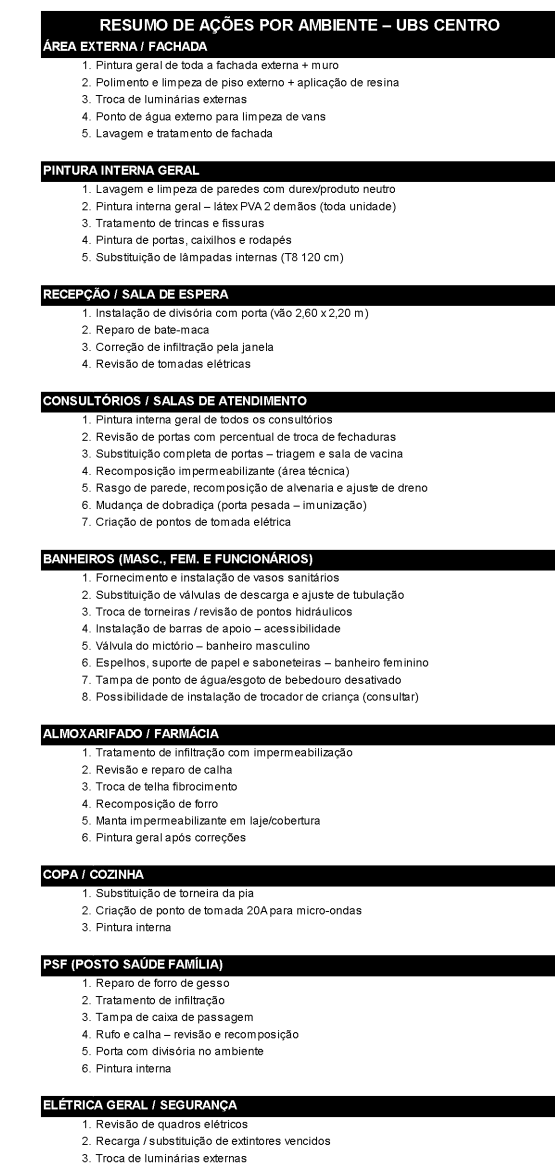 RESUMO DE AÇÕES POR AMBIENTE – UBS CENTRO
ÁREA EXTERNA / FACHADA
1. Pintura geral de toda a fachada externa + muro
2. Polimento e limpeza de piso externo + aplicação de resina
3. Troca de luminárias externas
4. Ponto de água externo para limpeza de vans
5. Lavagem e tratamento de fachada
PINTURA INTERNA GERAL
1. Lavagem e limpeza de paredes com durex/produto neutro
2. Pintura interna geral – látex PVA 2 demãos (toda unidade)
3. Tratamento de trincas e fissuras
4. Pintura de portas, caixilhos e rodapés
5. Substituição de lâmpadas internas (T8 120 cm)
RECEPÇÃO / SALA DE ESPERA
1. Instalação de divisória com porta (vão 2,60 x 2,20 m)
2. Reparo de bate-maca
3. Correção de infiltração pela janela
4. Revisão de tomadas elétricas
CONSULTÓRIOS / SALAS DE ATENDIMENTO
1. Pintura interna geral de todos os consultórios
2. Revisão de portas com percentual de troca de fechaduras
3. Substituição completa de portas – triagem e sala de vacina
4. Recomposição impermeabilizante (área técnica)
5. Rasgo de parede, recomposição de alvenaria e ajuste de dreno
6. Mudança de dobradiça (porta pesada – imunização)
7. Criação de pontos de tomada elétrica
BANHEIROS (MASC., FEM. E FUNCIONÁRIOS)
1. Fornecimento e instalação de vasos sanitários
2. Substituição de válvulas de descarga e ajuste de tubulação
3. Troca de torneiras / revisão de pontos hidráulicos
4. Instalação de barras de apoio – acessibilidade
5. Válvula do mictório – banheiro masculino
6. Espelhos, suporte de papel e saboneteiras – banheiro feminino
7. Tampa de ponto de água/esgoto de bebedouro desativado
8. Possibilidade de instalação de trocador de criança (consultar)
ALMOXARIFADO / FARMÁCIA
1. Tratamento de infiltração com impermeabilização
2. Revisão e reparo de calha
3. Troca de telha fibrocimento
4. Recomposição de forro
5. Manta impermeabilizante em laje/cobertura
6. Pintura geral após correções
COPA / COZINHA
1. Substituição de torneira da pia
2. Criação de ponto de tomada 20A para micro-ondas
3. Pintura interna
PSF (POSTO SAÚDE FAMÍLIA)
1. Reparo de forro de gesso
2. Tratamento de infiltração
3. Tampa de caixa de passagem
4. Rufo e calha – revisão e recomposição
5. Porta com divisória no ambiente
6. Pintura interna
ELÉTRICA GERAL / SEGURANÇA
1. Revisão de quadros elétricos
2. Recarga / substituição de extintores vencidos
3. Troca de luminárias externas